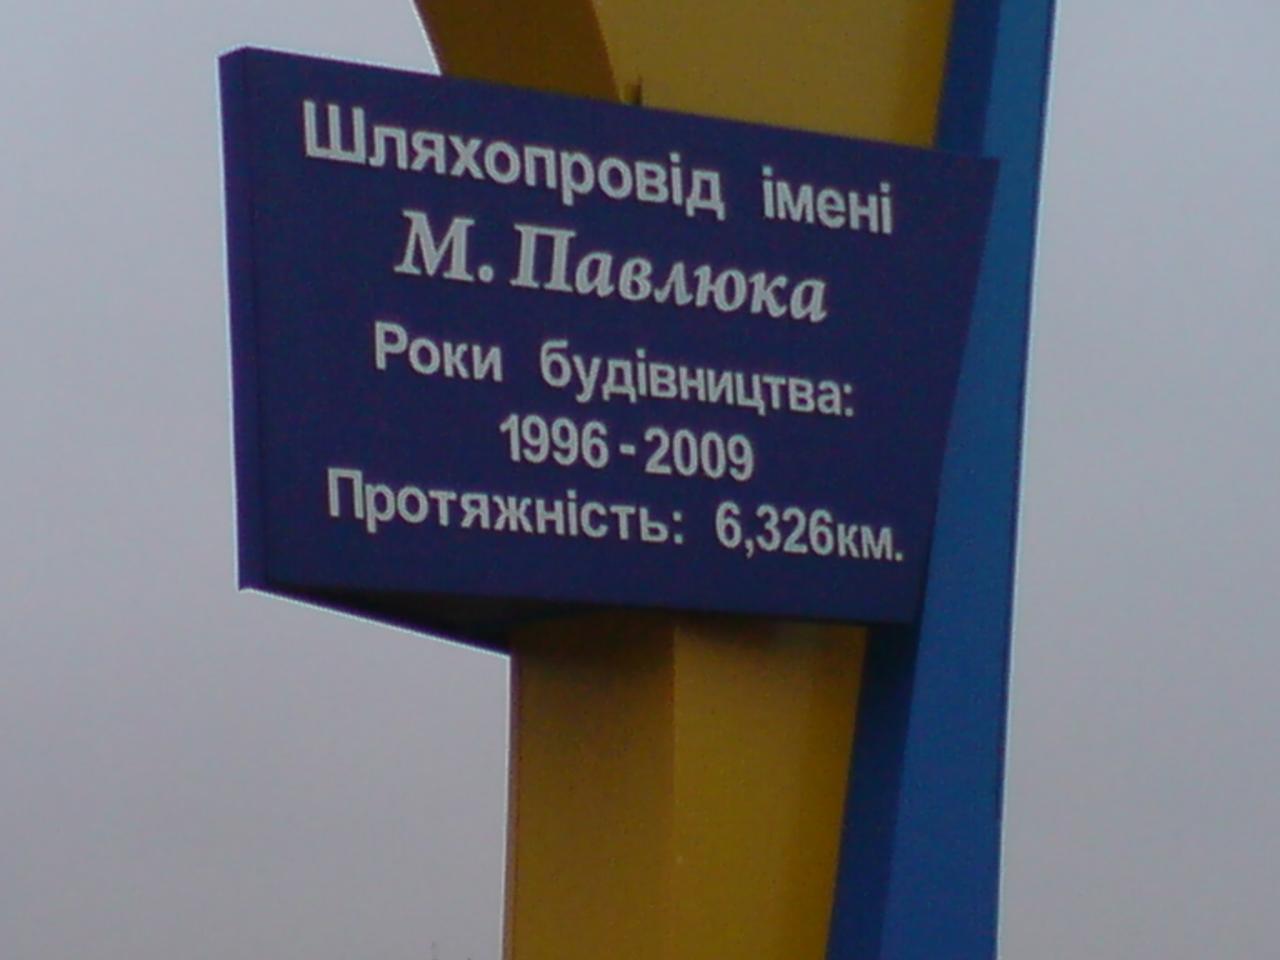 Шляхопровід імені
М. Павлюка
Роки будівництва:
1996 - 2009
Протяжність: 6,326км.